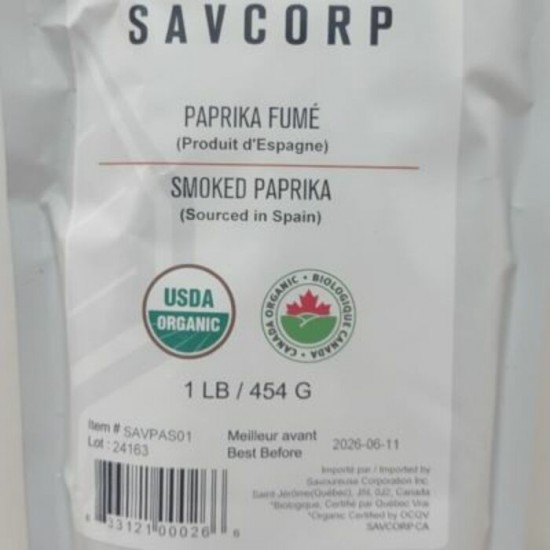 SAVCORP
PAPRIKA FUMÉ
(Produit d'Espagne)
SMOKED PAPRIKA
(Sourced in Spain)
USDA
ORGANIC
CANADA ORGANIC • BIOLOGIQUE CANADA •
1 LB / 454 G
Item # SAVPAS01
Lot : 24163
Meilleur avant
Best Before
2026-06-11
Importé par / Imported by
Savoureuse Corporation Inc.
Saint-Jérôme(Québec), J7Z, 0J2, Canada
*Biologique, Certifié par Québec Vrai
*Organic Certified by OCQV
SAVCORP.CA
33121 00026 6